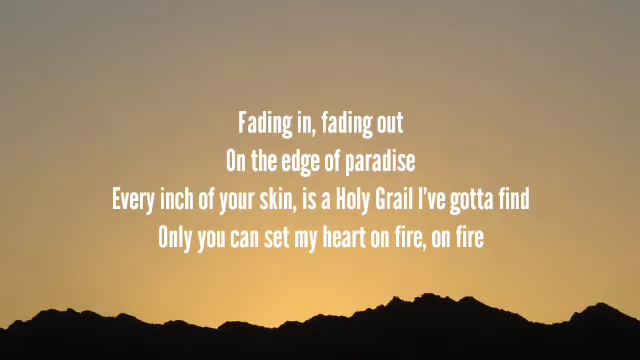 Fading in, fading out
On the edge of paradise
Every inch of your skin, is a Holy Grail I've gotta find
Only you can set my heart on fire, on fire